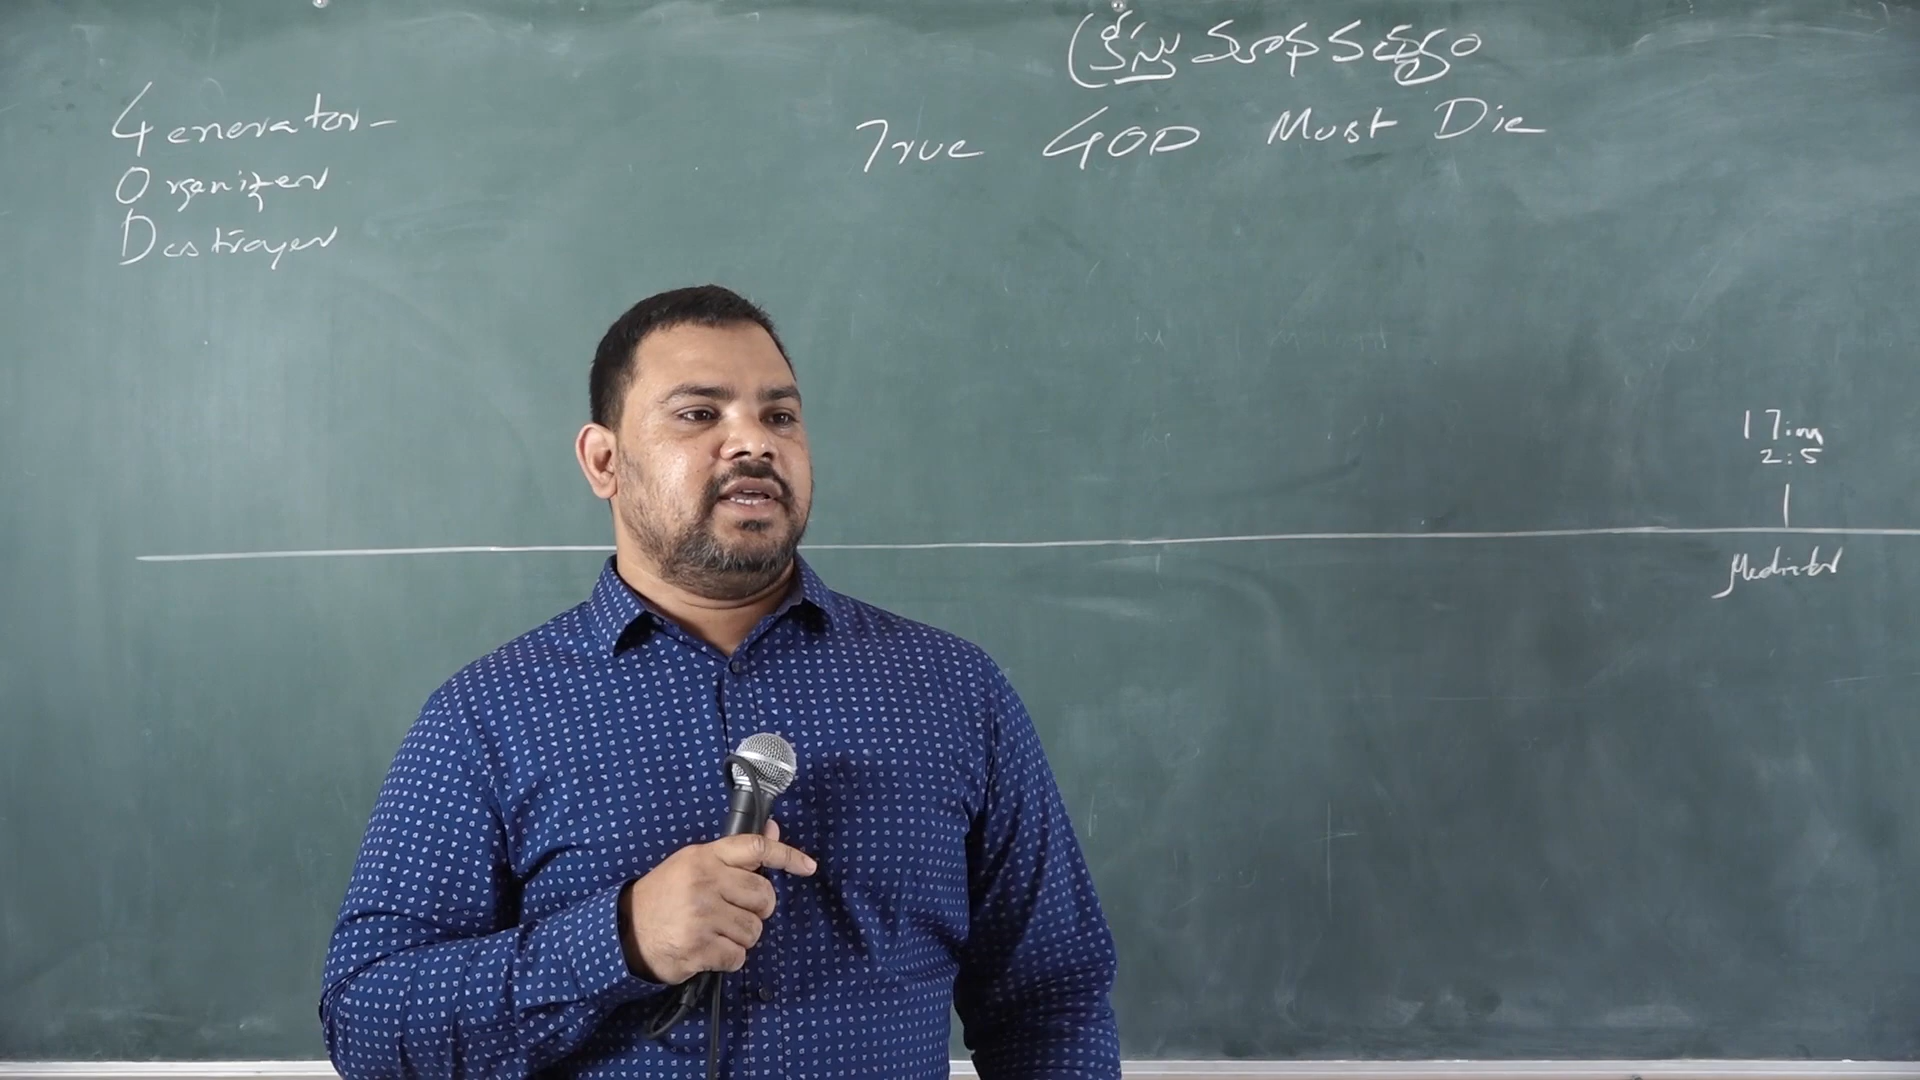 క్రీస్తు మానవత్వం
True GOD Must Die
Generator-
Organizer
Destroyer
1 Tim
2:5
Mediator